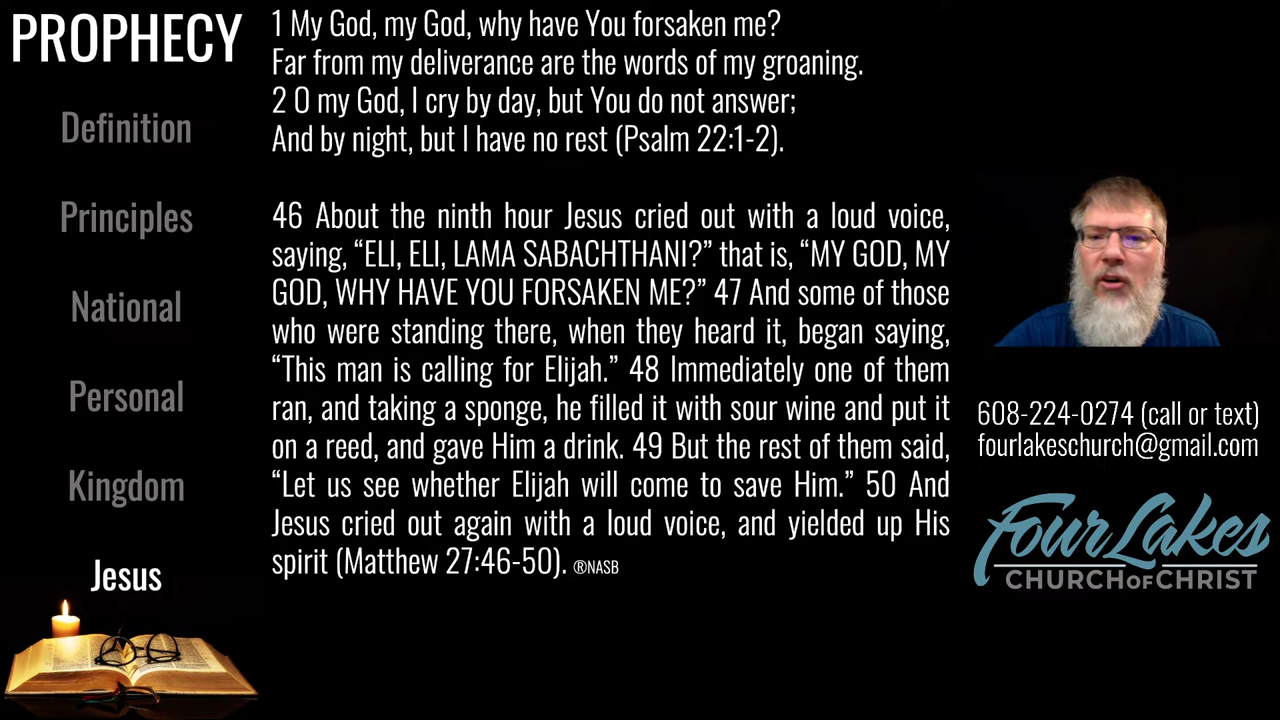 PROPHECY
Definition
Principles
National
Personal
Kingdom
Jesus
1 My God, my God, why have You forsaken me?
Far from my deliverance are the words of my groaning.
2 O my God, I cry by day, but You do not answer;
And by night, but I have no rest (Psalm 22:1-2).
46 About the ninth hour Jesus cried out with a loud voice,
saying, “ELI, ELI, LAMA SABACHTHANI?” that is, “MY GOD, MY
GOD, WHY HAVE YOU FORSAKEN ME?” 47 And some of those
who were standing there, when they heard it, began saying,
“This man is calling for Elijah.” 48 Immediately one of them
ran, and taking a sponge, he filled it with sour wine and put it
on a reed, and gave Him a drink. 49 But the rest of them said,
“Let us see whether Elijah will come to save Him.” 50 And
Jesus cried out again with a loud voice, and yielded up His
spirit (Matthew 27:46-50). ®NASB
608-224-0274 (call or text)
fourlakeschurch@gmail.com
Four Lakes
CHURCH OF CHRIST